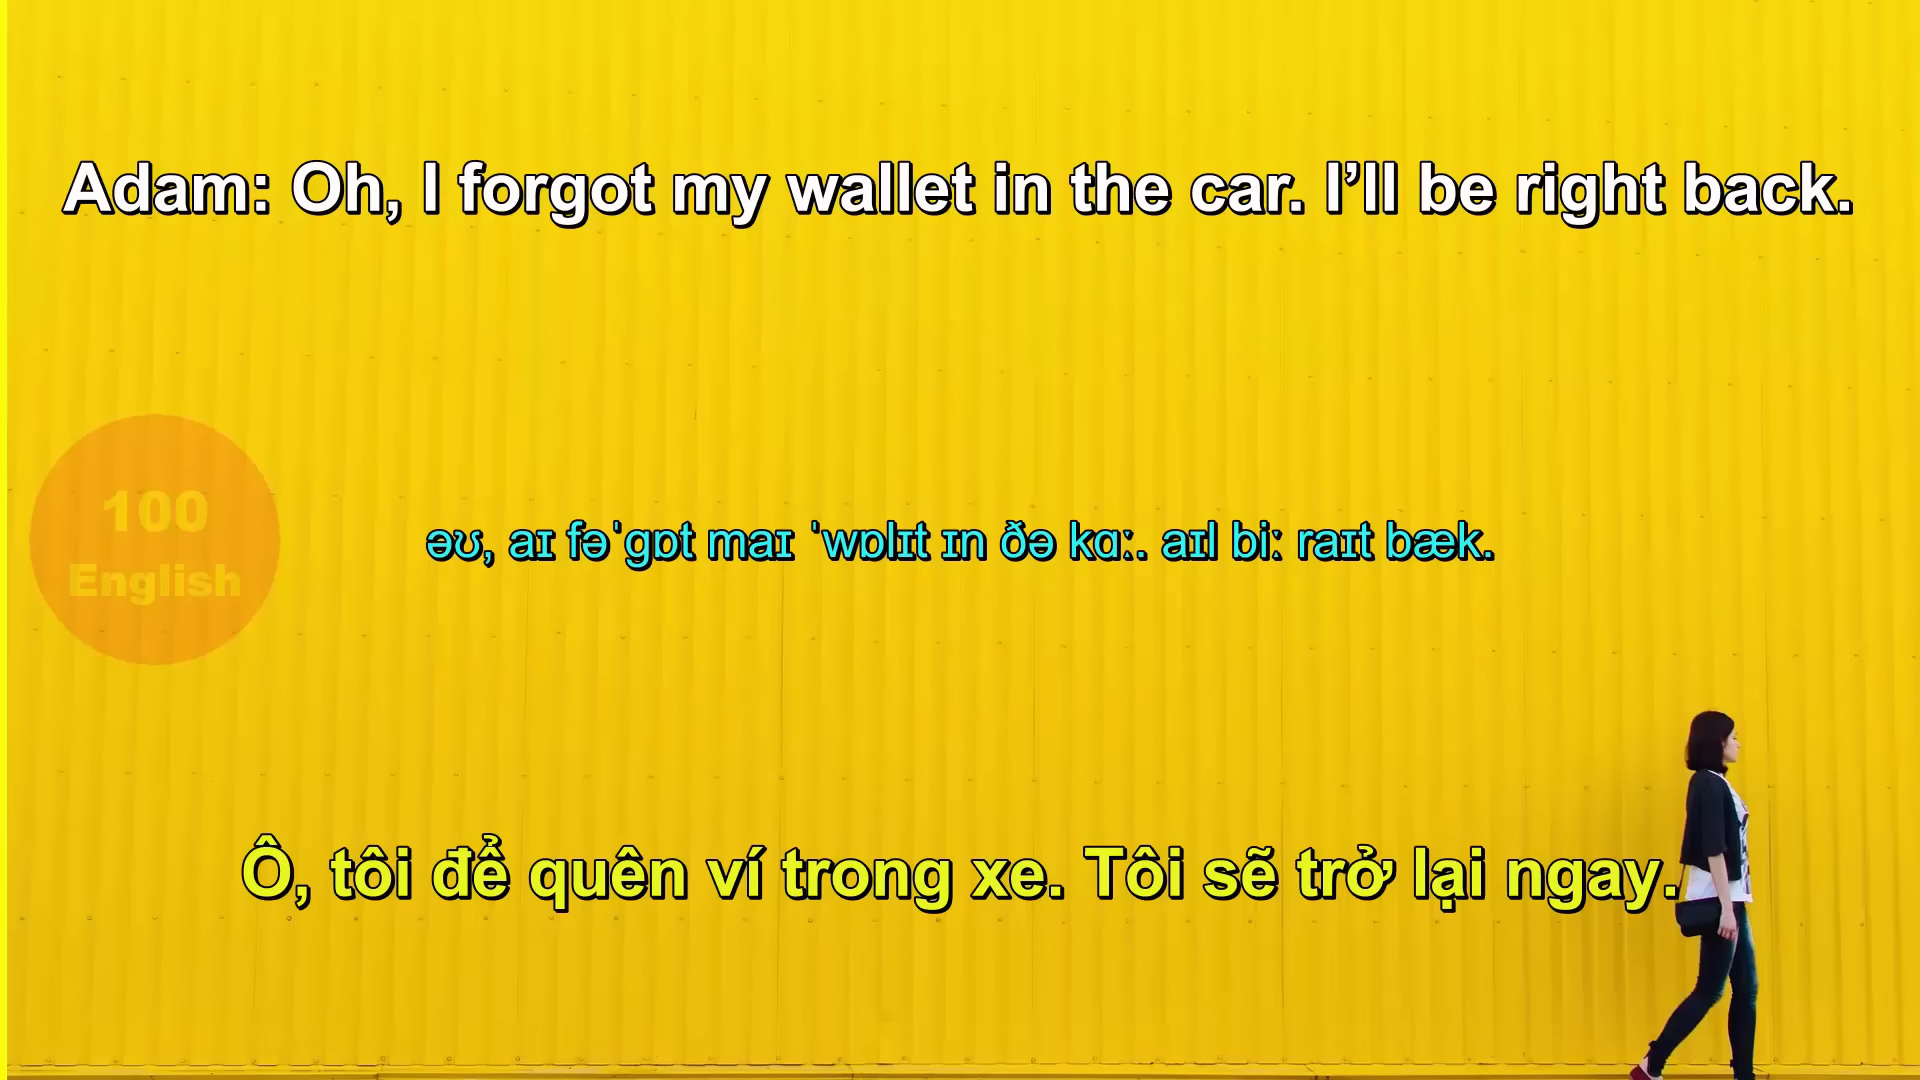 Adam: Oh, I forgot my wallet in the car. I’ll be right back.
100
English
əʊ, aɪ fəˈɡɒt maɪ ˈwɒlɪt ɪn ðə kɑː. aɪl biː raɪt bæk.
Ô, tôi để quên ví trong xe. Tôi sẽ trở lại ngay.